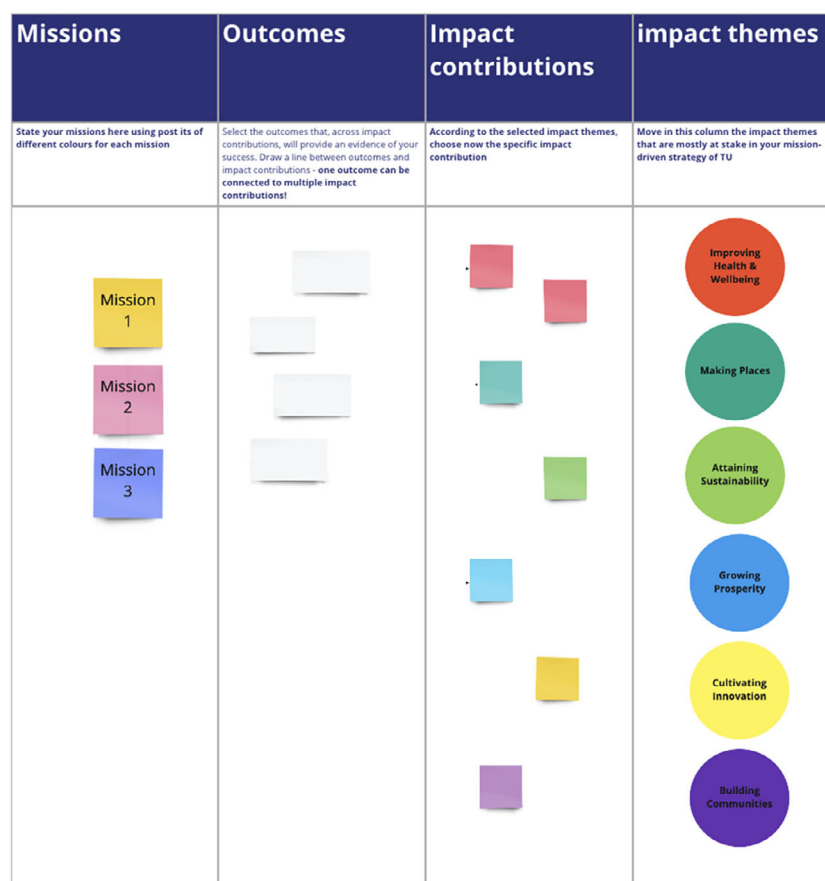 Missions
Outcomes
Impact
contributions
impact themes
State your missions here using post its of
different colours for each mission
Select the outcomes that, across impact
contributions, will provide an evidence of your
success. Draw a line between outcomes and
impact contributions - one outcome can be
connected to multiple impact
contributions!
According to the selected impact themes,
choose now the specific impact
contribution
Move in this column the impact themes
that are mostly at stake in your mission-
driven strategy of TU
Mission
1
Mission
2
Mission
3
Improving
Health &
Wellbeing
Making Places
Attaining
Sustainability
Growing
Prosperity
Cultivating
Innovation
Building
Communities